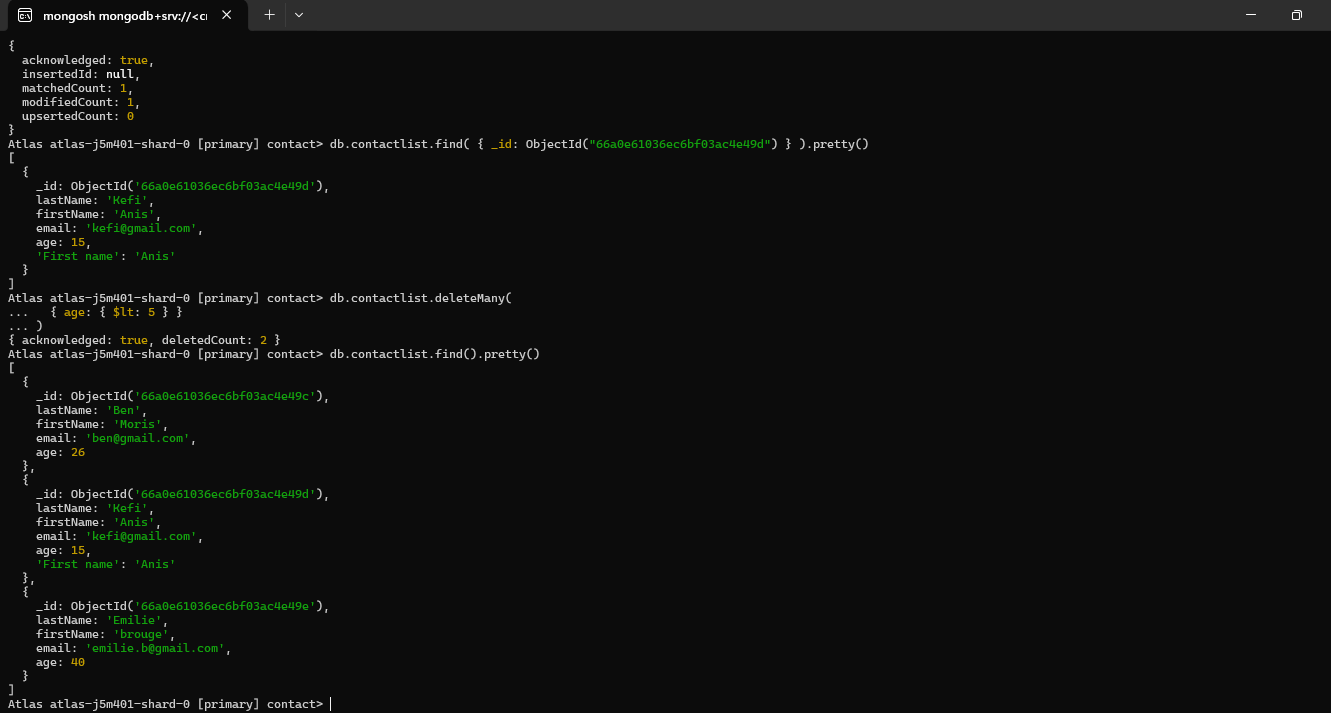 mongosh mongodb+srv://<cr
{
  acknowledged: true,
  insertedId: null,
  matchedCount: 1,
  modifiedCount: 1,
  upsertedCount: 0
}
Atlas atlas-j5m401-shard-0 [primary] contact> db.contactlist.find( { _id: ObjectId("66a0e61036ec6bf03ac4e49d") } ).pretty()
[
  {
    _id: ObjectId('66a0e61036ec6bf03ac4e49d'),
    lastName: 'Kefi',
    firstName: 'Anis',
    email: 'kefi@gmail.com',
    age: 15,
    'First name': 'Anis'
  }
]
Atlas atlas-j5m401-shard-0 [primary] contact> db.contactlist.deleteMany(
...   { age: { $lt: 5 } }
... )
{ acknowledged: true, deletedCount: 2 }
Atlas atlas-j5m401-shard-0 [primary] contact> db.contactlist.find().pretty()
[
  {
    _id: ObjectId('66a0e61036ec6bf03ac4e49c'),
    lastName: 'Ben',
    firstName: 'Moris',
    email: 'ben@gmail.com',
    age: 26
  },
  {
    _id: ObjectId('66a0e61036ec6bf03ac4e49d'),
    lastName: 'Kefi',
    firstName: 'Anis',
    email: 'kefi@gmail.com',
    age: 15,
    'First name': 'Anis'
  },
  {
    _id: ObjectId('66a0e61036ec6bf03ac4e49e'),
    lastName: 'Emilie',
    firstName: 'brouge',
    email: 'emilie.b@gmail.com',
    age: 40
  }
]
Atlas atlas-j5m401-shard-0 [primary] contact>